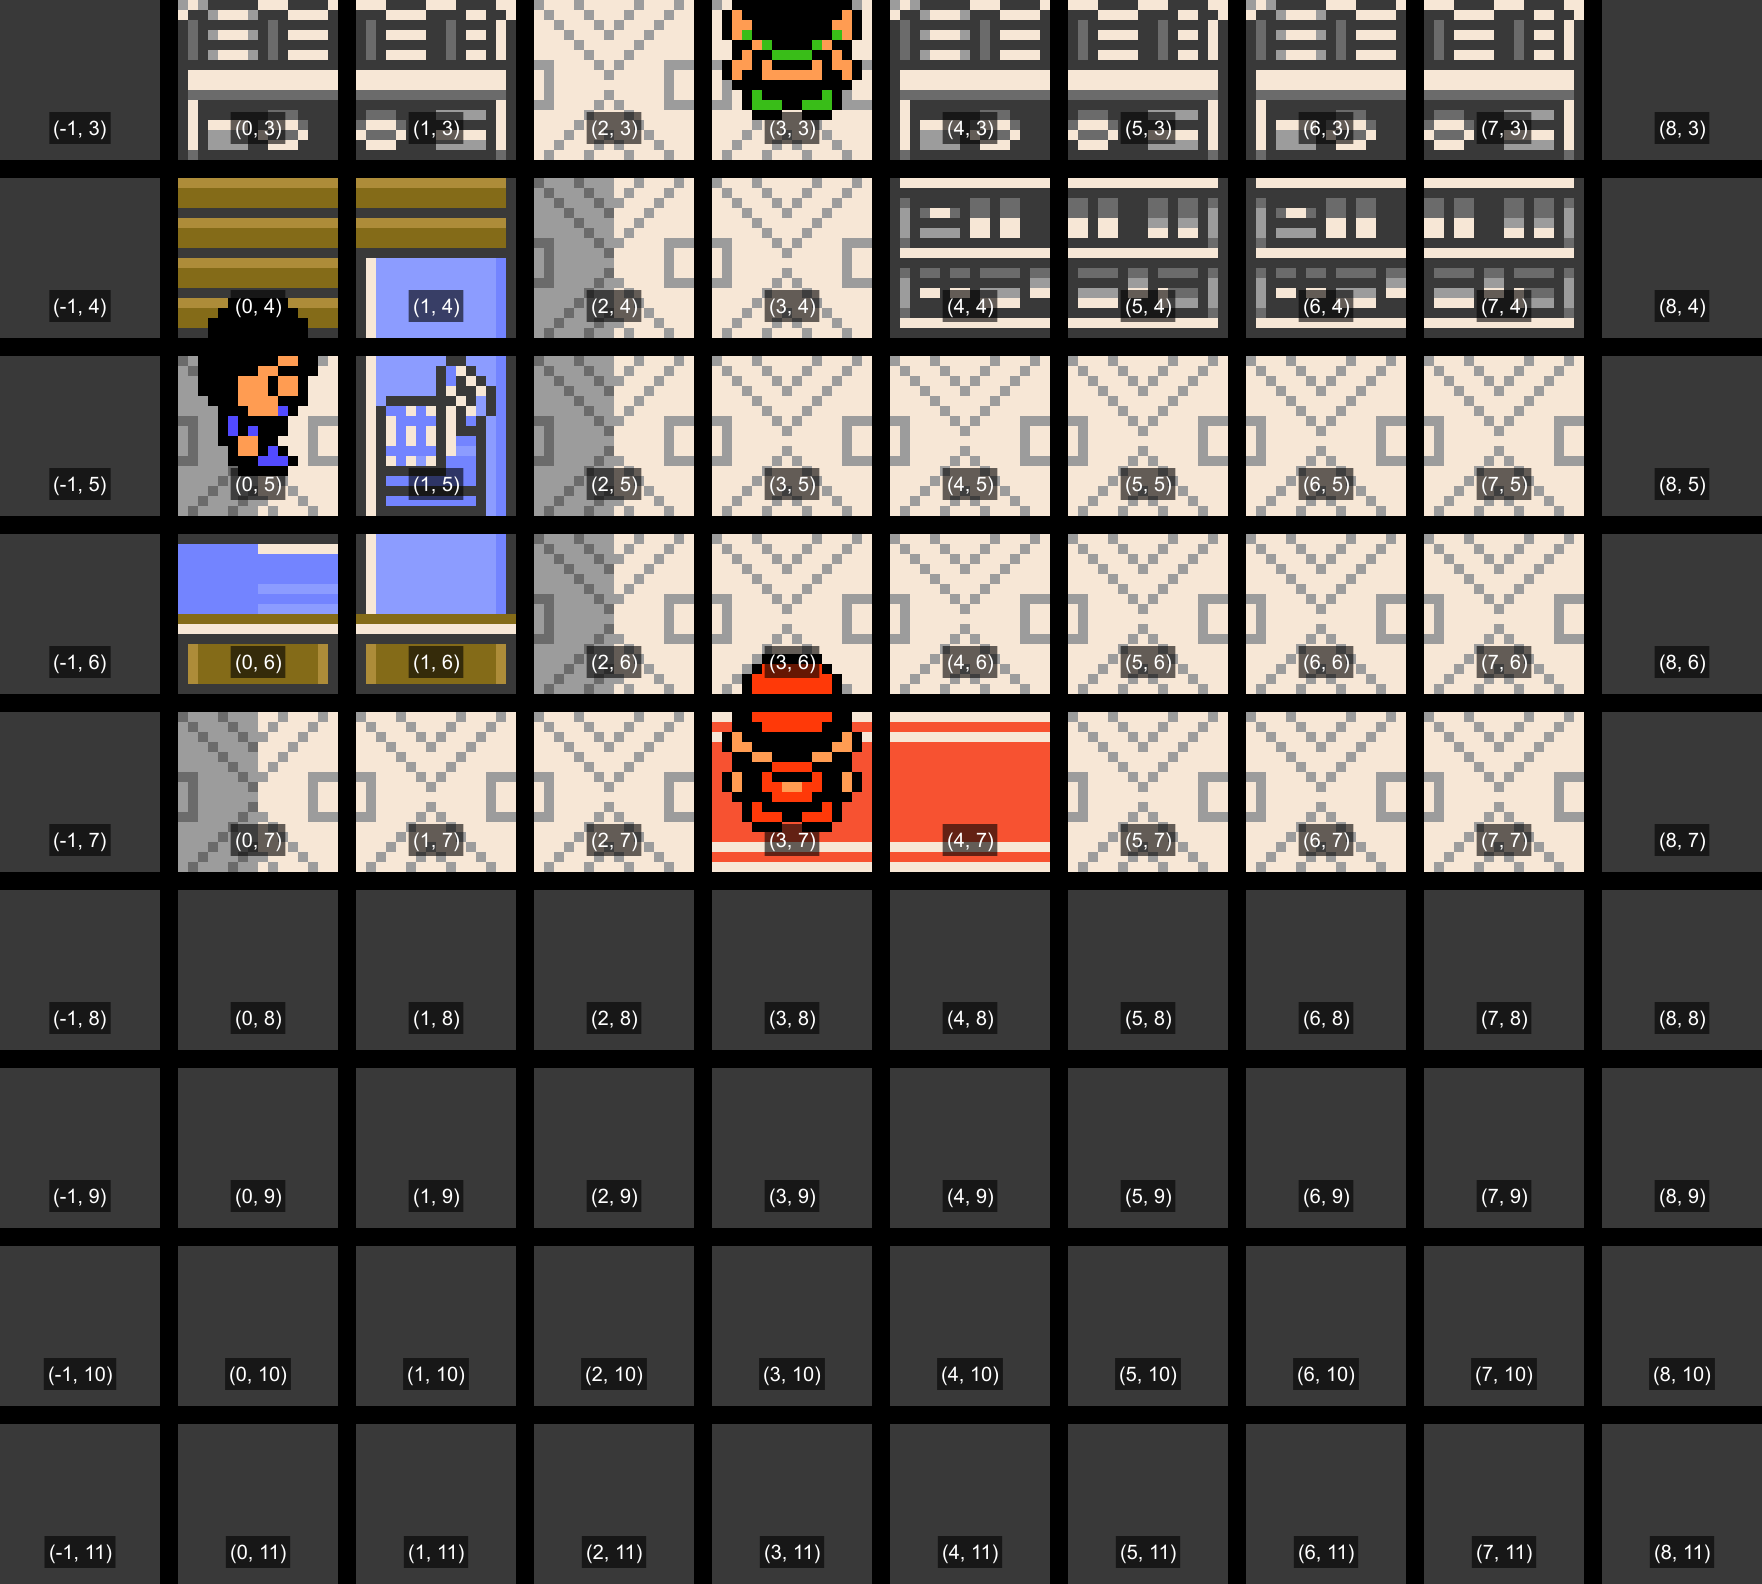 (-1, 3) (0, 3) (1, 3) (2, 3) (3, 3) (4, 3) (5, 3) (6, 3) (7, 3) (8, 3)
(-1, 4) (0, 4) (1, 4) (2, 4) (3, 4) (4, 4) (5, 4) (6, 4) (7, 4) (8, 4)
(-1, 5) (0, 5) (1, 5) (2, 5) (3, 5) (4, 5) (5, 5) (6, 5) (7, 5) (8, 5)
(-1, 6) (0, 6) (1, 6) (2, 6) (3, 6) (4, 6) (5, 6) (6, 6) (7, 6) (8, 6)
(-1, 7) (0, 7) (1, 7) (2, 7) (3, 7) (4, 7) (5, 7) (6, 7) (7, 7) (8, 7)
(-1, 8) (0, 8) (1, 8) (2, 8) (3, 8) (4, 8) (5, 8) (6, 8) (7, 8) (8, 8)
(-1, 9) (0, 9) (1, 9) (2, 9) (3, 9) (4, 9) (5, 9) (6, 9) (7, 9) (8, 9)
(-1, 10) (0, 10) (1, 10) (2, 10) (3, 10) (4, 10) (5, 10) (6, 10) (7, 10) (8, 10)
(-1, 11) (0, 11) (1, 11) (2, 11) (3, 11) (4, 11) (5, 11) (6, 11) (7, 11) (8, 11)